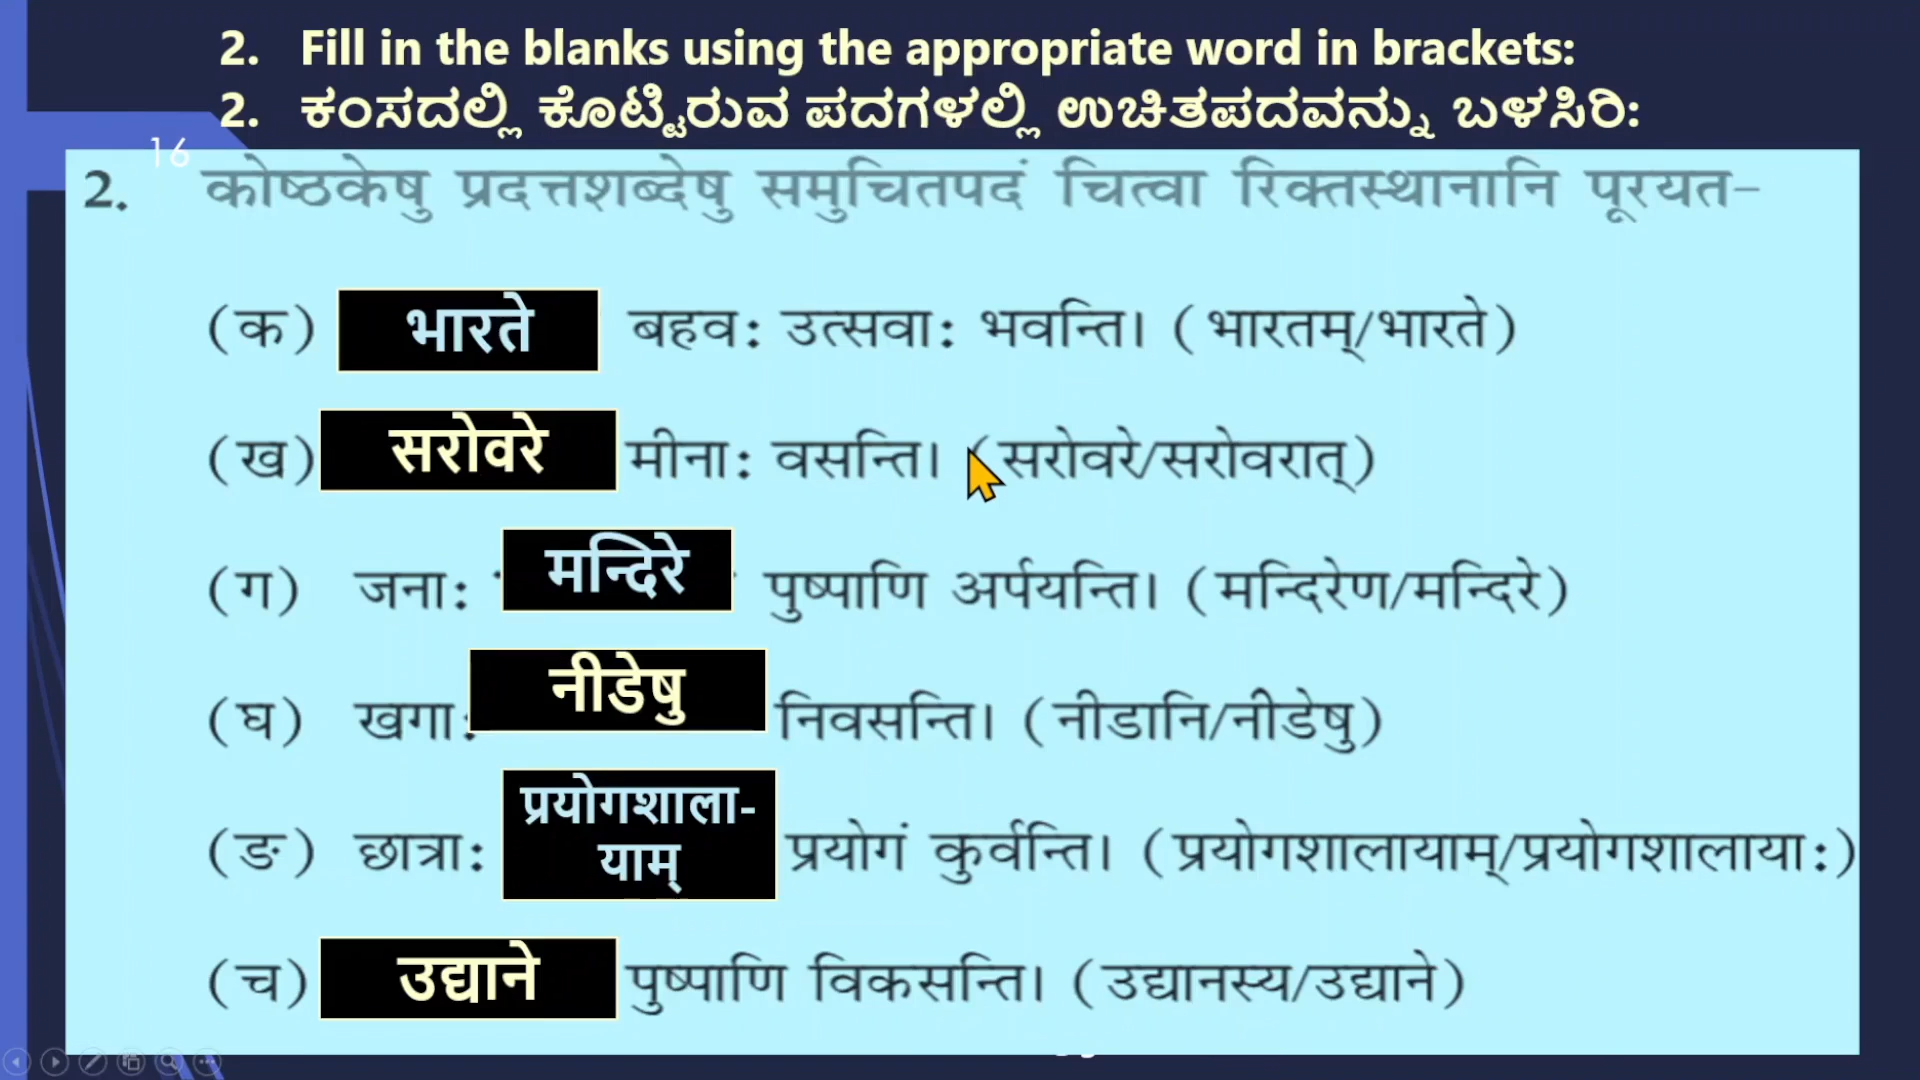 2. Fill in the blanks using the appropriate word in brackets:
2. ಕಂಸದಲ್ಲಿ ಕೊಟ್ಟಿರುವ ಪದಗಳಲ್ಲಿ ಉಚಿತಪದವನ್ನು ಬಳಸಿರಿ:
16
2. कोष्ठकेषु प्रदत्तशब्देषु समुचितपदं चित्वा रिक्तस्थानानि पूरयत–
(क) भारते बहवः उत्सवाः भवन्ति। (भारतम्/भारते)
(ख) सरोवरे मीनाः वसन्ति। (सरोवरे/सरोवरात्)
(ग) जनाः मन्दिरे पुष्पाणि अर्पयन्ति। (मन्दिरेण/मन्दिरे)
(घ) खगाः नीडेषु निवसन्ति। (नीडानि/नीडेषु)
(ङ) छात्राः प्रयोगशाला-
याम् प्रयोगं कुर्वन्ति। (प्रयोगशालायाम्/प्रयोगशालायाः)
(च) उद्याने पुष्पाणि विकसन्ति। (उद्यानस्य/उद्याने)